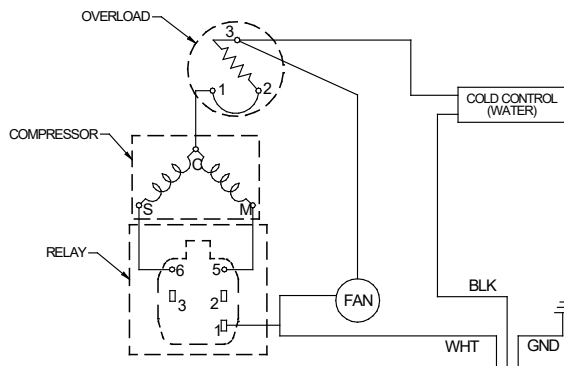 OVERLOAD
3
1
2
COLD CONTROL
(WATER)
COMPRESSOR
C
S
M
RELAY
6
5
3
2
1
FAN
BLK
WHT
GND